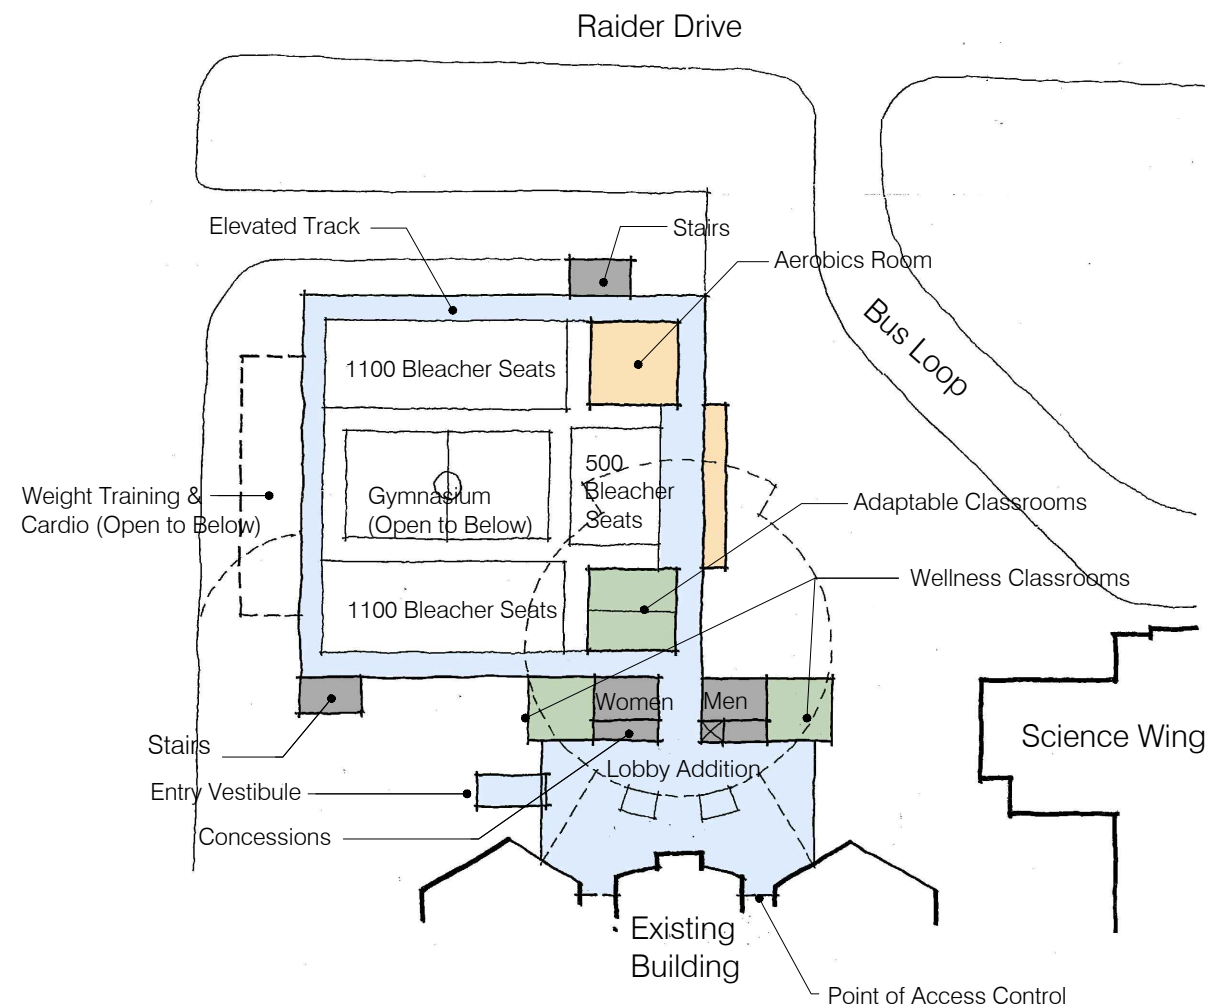 Raider Drive
Elevated Track
Stairs
Aerobics Room
Bus Loop
1100 Bleacher Seats
500
Bleacher
Seats
Weight Training &
Cardio (Open to Below)
Gymnasium
(Open to Below)
Adaptable Classrooms
Wellness Classrooms
1100 Bleacher Seats
Women
Men
Stairs
Science Wing
Lobby Addition
Entry Vestibule
Concessions
Existing
Building
Point of Access Control